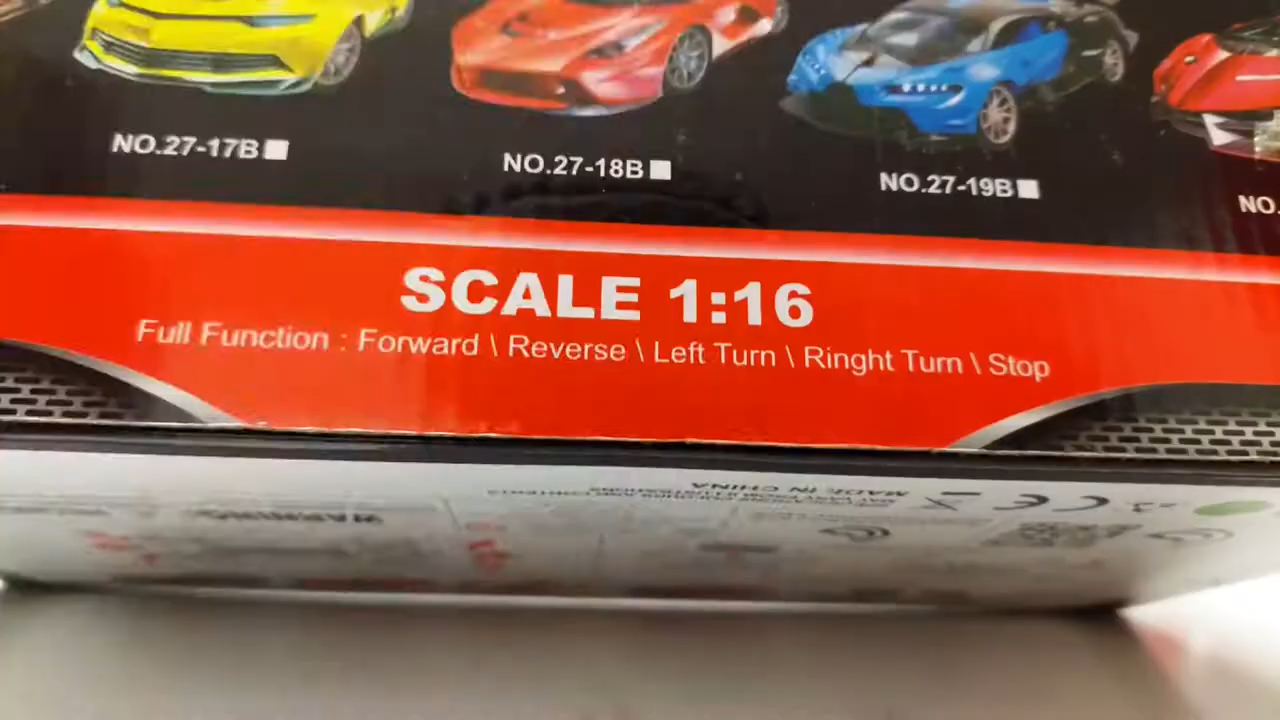 NO.27-17B
NO.27-18B
NO.27-19B
NO.
SCALE 1:16
Full Function : Forward \ Reverse \ Left Turn \ Ringht Turn \ Stop
MADE IN CHINA
WARNING